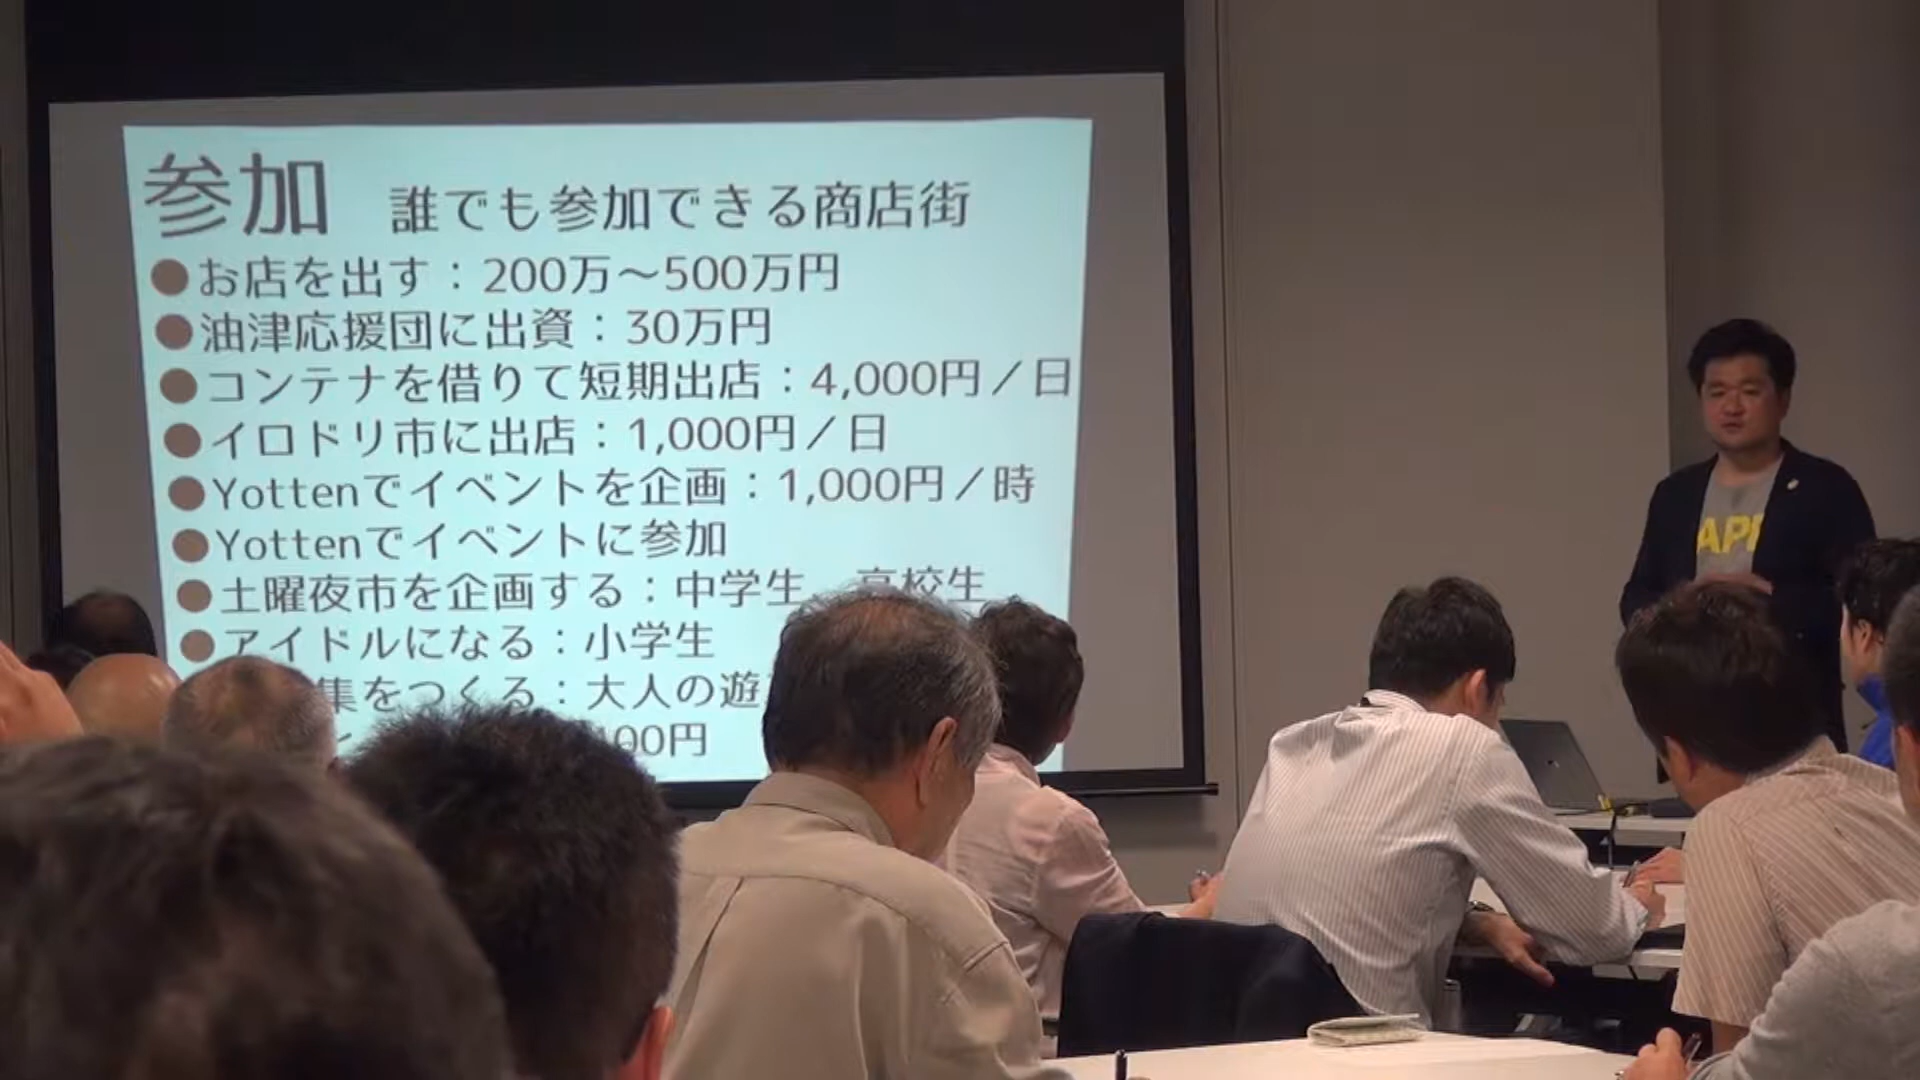 参加 誰でも参加できる商店街
●お店を出す：200万～500万円
●油津応援団に出資：30万円
●コンテナを借りて短期出店：4,000円／日
●イロドリ市に出店：1,000円／日
●Yottenでイベントを企画：1,000円／時
●Yottenでイベントに参加
●土曜夜市を企画する：中学生 高校生
●アイドルになる：小学生
集をつくる：大人の遊
00円
APE